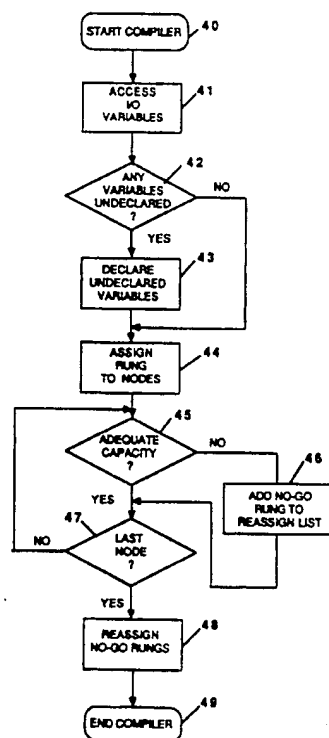 START COMPILER
40
ACCESS
I/O
VARIABLES
41
42
ANY
VARIABLES
UNDECLARED
?
NO
YES
43
DECLARE
UNDECLARED
VARIABLES
ASSIGN
RUNG
TO NODES
44
45
ADEQUATE
CAPACITY
?
NO
46
YES
ADD NO-GO
RUNG TO
REASSIGN LIST
47
LAST
NODE
?
NO
YES
48
REASSIGN
NO-GO RUNGS
49
END COMPILER